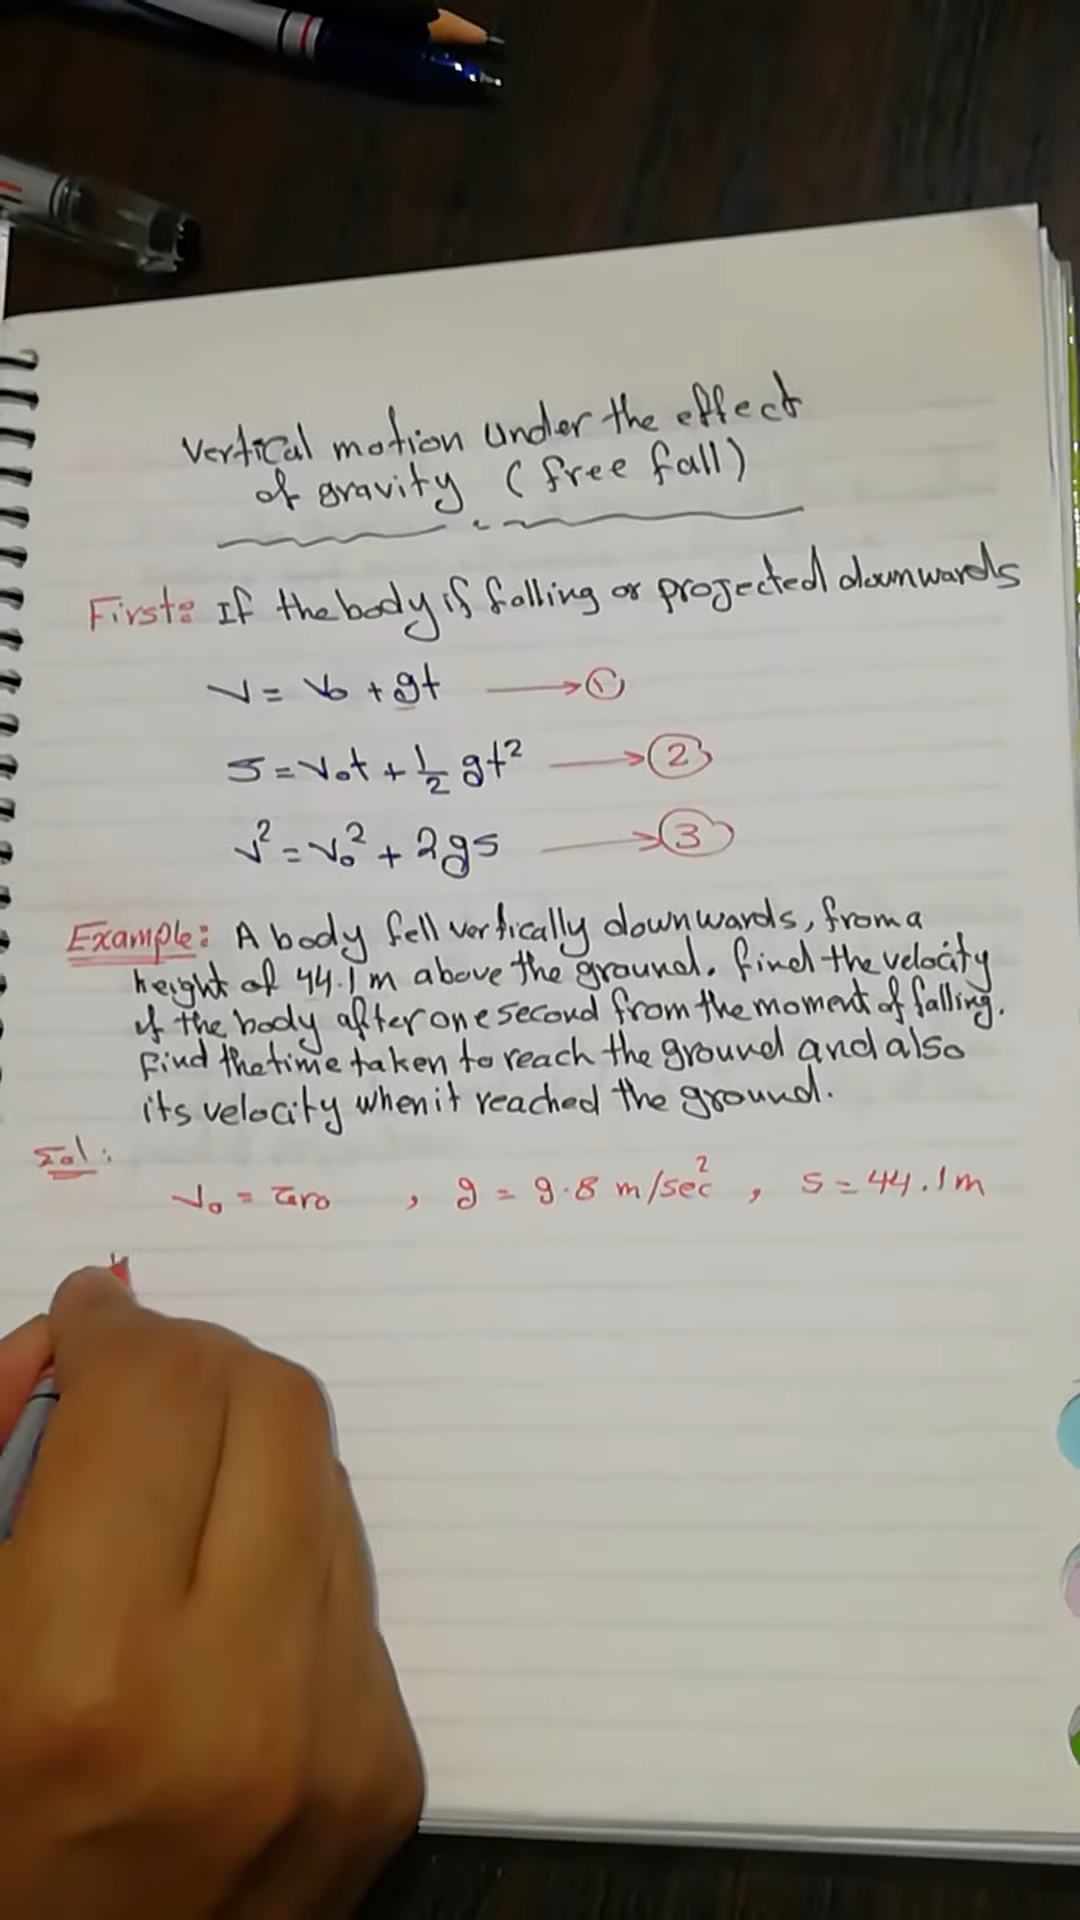 Vertical motion under the effect
of gravity (free fall)
First: If the body if falling or projected downwards
V = V₀ + gt → ①
S = V₀t + 1/2 gt² → ②
V² = V₀² + 2gs → ③
Example: A body fell vertically downwards, from a
height of 44.1 m above the ground. find the velocity
of the body after one second from the moment of falling.
find the time taken to reach the ground and also
its velocity when it reached the ground.
Sol:
V₀ = zero , g = 9.8 m/sec² , S = 44.1 m